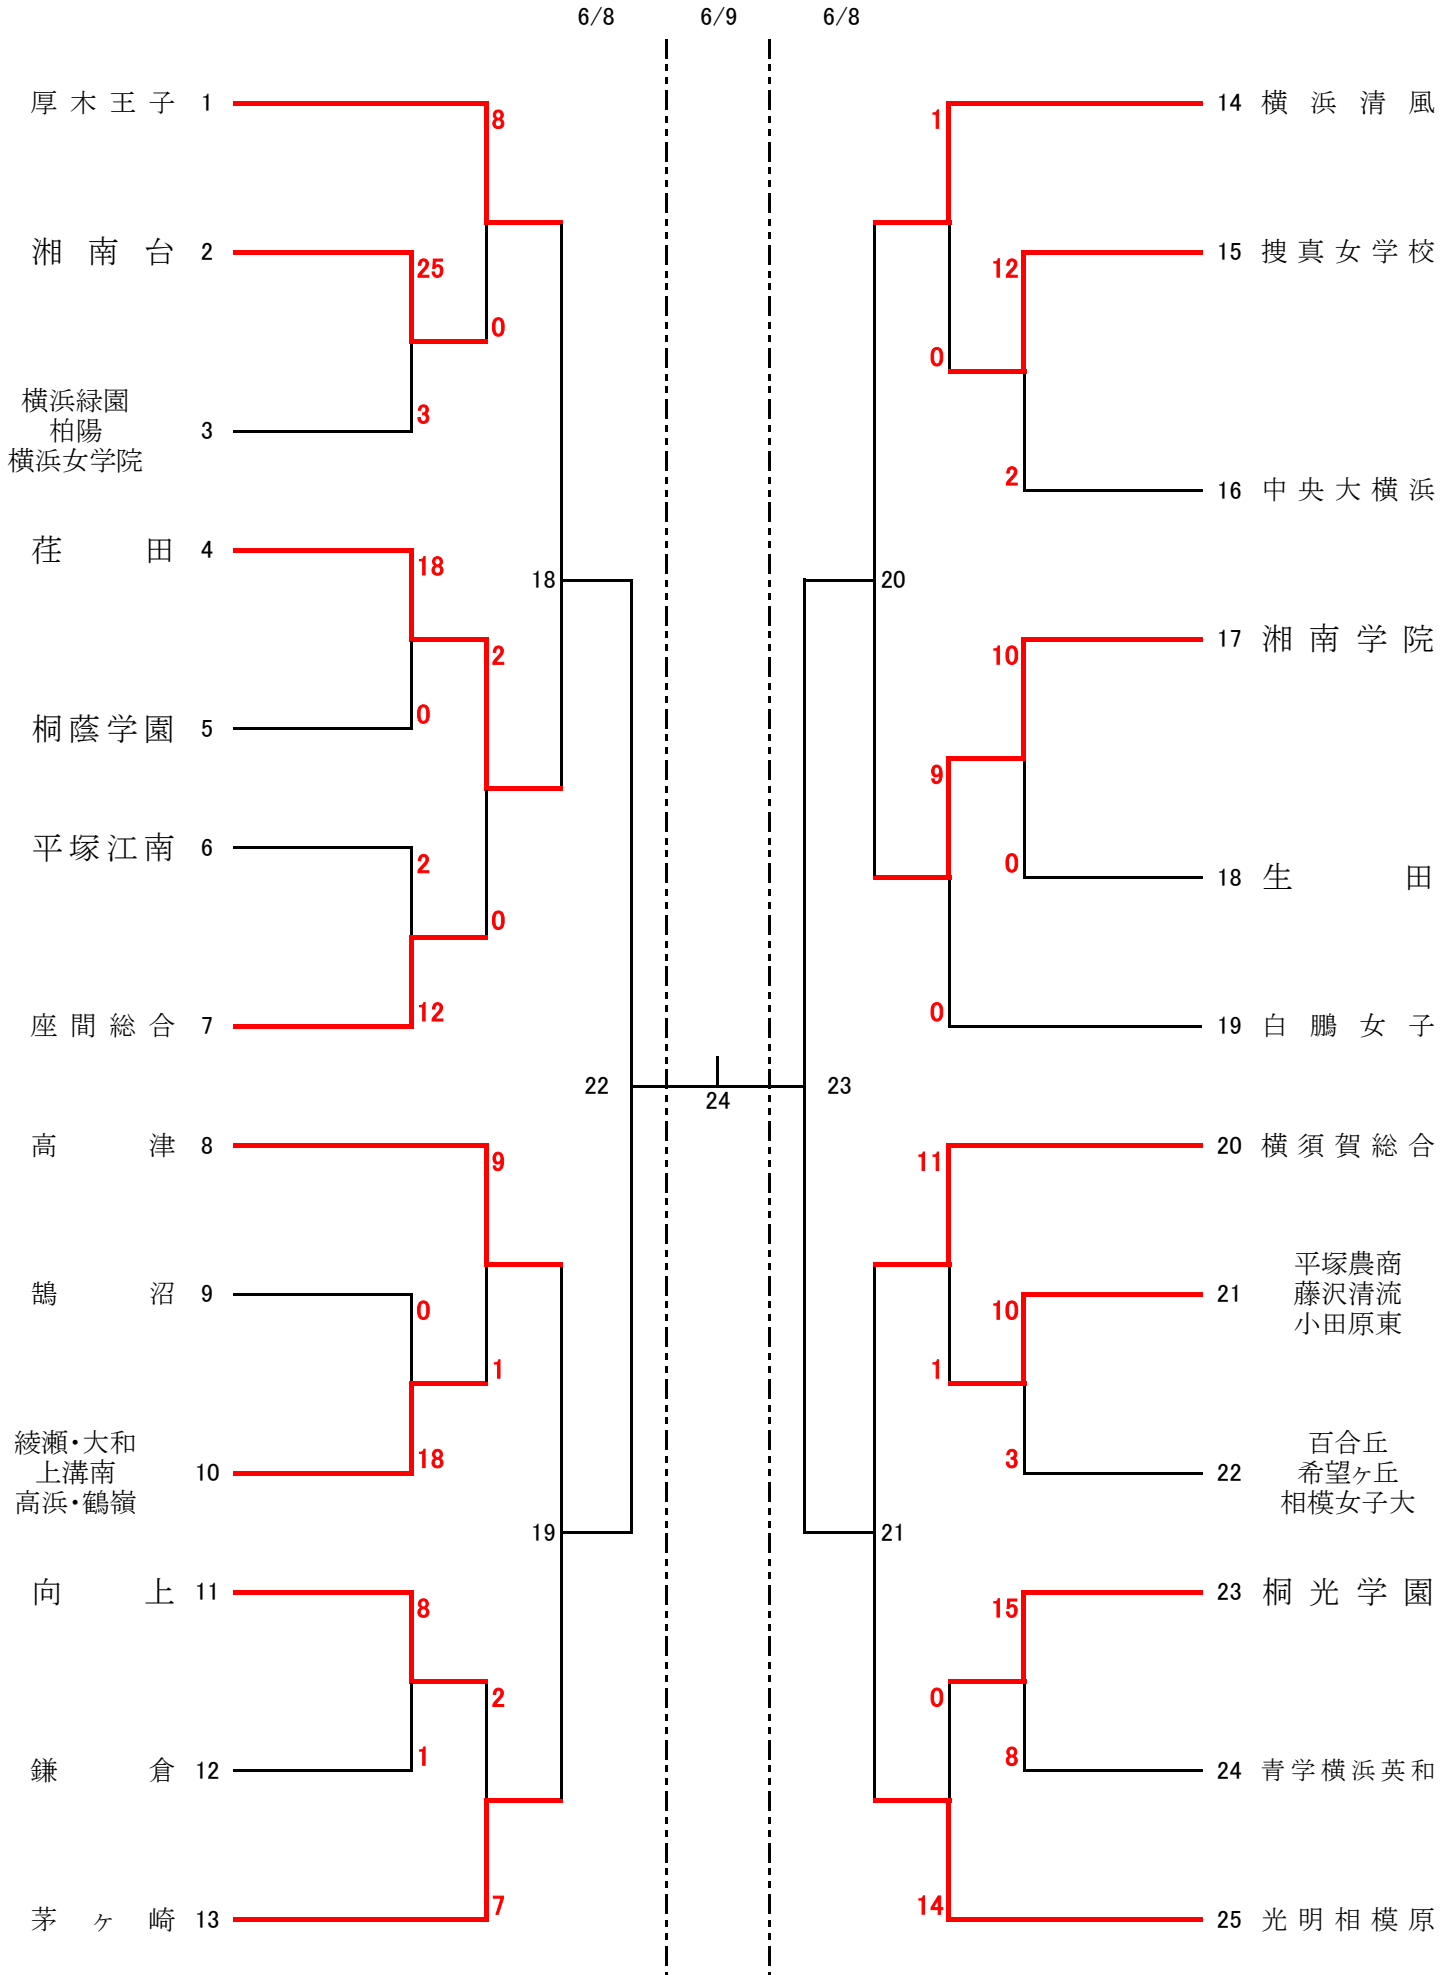 6/8 6/9 6/8
厚木王子 1
8
湘南台 2
25
0
横浜緑園
柏陽
横浜女学院
3
3
荏田 4
18
2
18
桐蔭学園 5
0
平塚江南 6
2
0
座間総合 7
12
22
24
23
高津 8
9
鵠沼 9
0
1
綾瀬・大和
上溝南
高浜・鶴嶺
10
18
19
向上 11
8
2
鎌倉 12
1
茅ヶ崎 13
7
14 横浜清風
1
15 捜真女学校
12
0
2
16 中央大横浜
20
17 湘南学院
10
9
0
18 生田
0
19 白鵬女子
20 横須賀総合
11
平塚農商
藤沢清流
小田原東
21
10
1
百合丘
希望ヶ丘
相模女子大
22
3
21
23 桐光学園
15
0
8
24 青学横浜英和
14
25 光明相模原